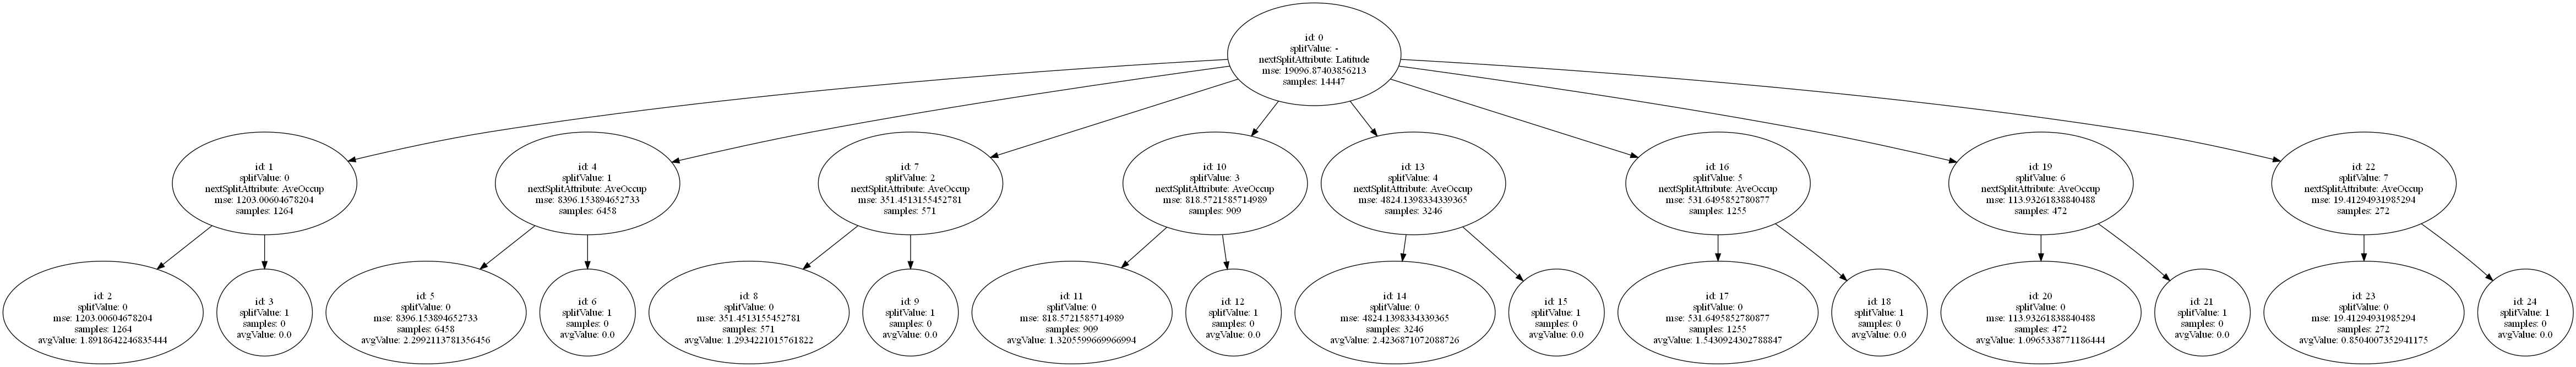 id: 0
splitValue: -
nextSplitAttribute: Latitude
mse: 19096.87403856213
samples: 14447
id: 1
splitValue: 0
nextSplitAttribute: AveOccup
mse: 1203.00604678204
samples: 1264
id: 4
splitValue: 1
nextSplitAttribute: AveOccup
mse: 8396.153894652733
samples: 6458
id: 7
splitValue: 2
nextSplitAttribute: AveOccup
mse: 351.4513155452781
samples: 571
id: 10
splitValue: 3
nextSplitAttribute: AveOccup
mse: 818.5721585714989
samples: 909
id: 13
splitValue: 4
nextSplitAttribute: AveOccup
mse: 4824.1398334339365
samples: 3246
id: 16
splitValue: 5
nextSplitAttribute: AveOccup
mse: 531.6495852780877
samples: 1255
id: 19
splitValue: 6
nextSplitAttribute: AveOccup
mse: 113.93261838840488
samples: 472
id: 22
splitValue: 7
nextSplitAttribute: AveOccup
mse: 19.41294931985294
samples: 272
id: 2
splitValue: 0
mse: 1203.00604678204
samples: 1264
avgValue: 1.8918642246835444
id: 3
splitValue: 1
samples: 0
avgValue: 0.0
id: 5
splitValue: 0
mse: 8396.153894652733
samples: 6458
avgValue: 2.2992113781356456
id: 6
splitValue: 1
samples: 0
avgValue: 0.0
id: 8
splitValue: 0
mse: 351.4513155452781
samples: 571
avgValue: 1.2934221015761822
id: 9
splitValue: 1
samples: 0
avgValue: 0.0
id: 11
splitValue: 0
mse: 818.5721585714989
samples: 909
avgValue: 1.3205599669966994
id: 12
splitValue: 1
samples: 0
avgValue: 0.0
id: 14
splitValue: 0
mse: 4824.1398334339365
samples: 3246
avgValue: 2.4236871072088726
id: 15
splitValue: 1
samples: 0
avgValue: 0.0
id: 17
splitValue: 0
mse: 531.6495852780877
samples: 1255
avgValue: 1.5430924302788847
id: 18
splitValue: 1
samples: 0
avgValue: 0.0
id: 20
splitValue: 0
mse: 113.93261838840488
samples: 472
avgValue: 1.0965338771186444
id: 21
splitValue: 1
samples: 0
avgValue: 0.0
id: 23
splitValue: 0
mse: 19.41294931985294
samples: 272
avgValue: 0.8504007352941175
id: 24
splitValue: 1
samples: 0
avgValue: 0.0